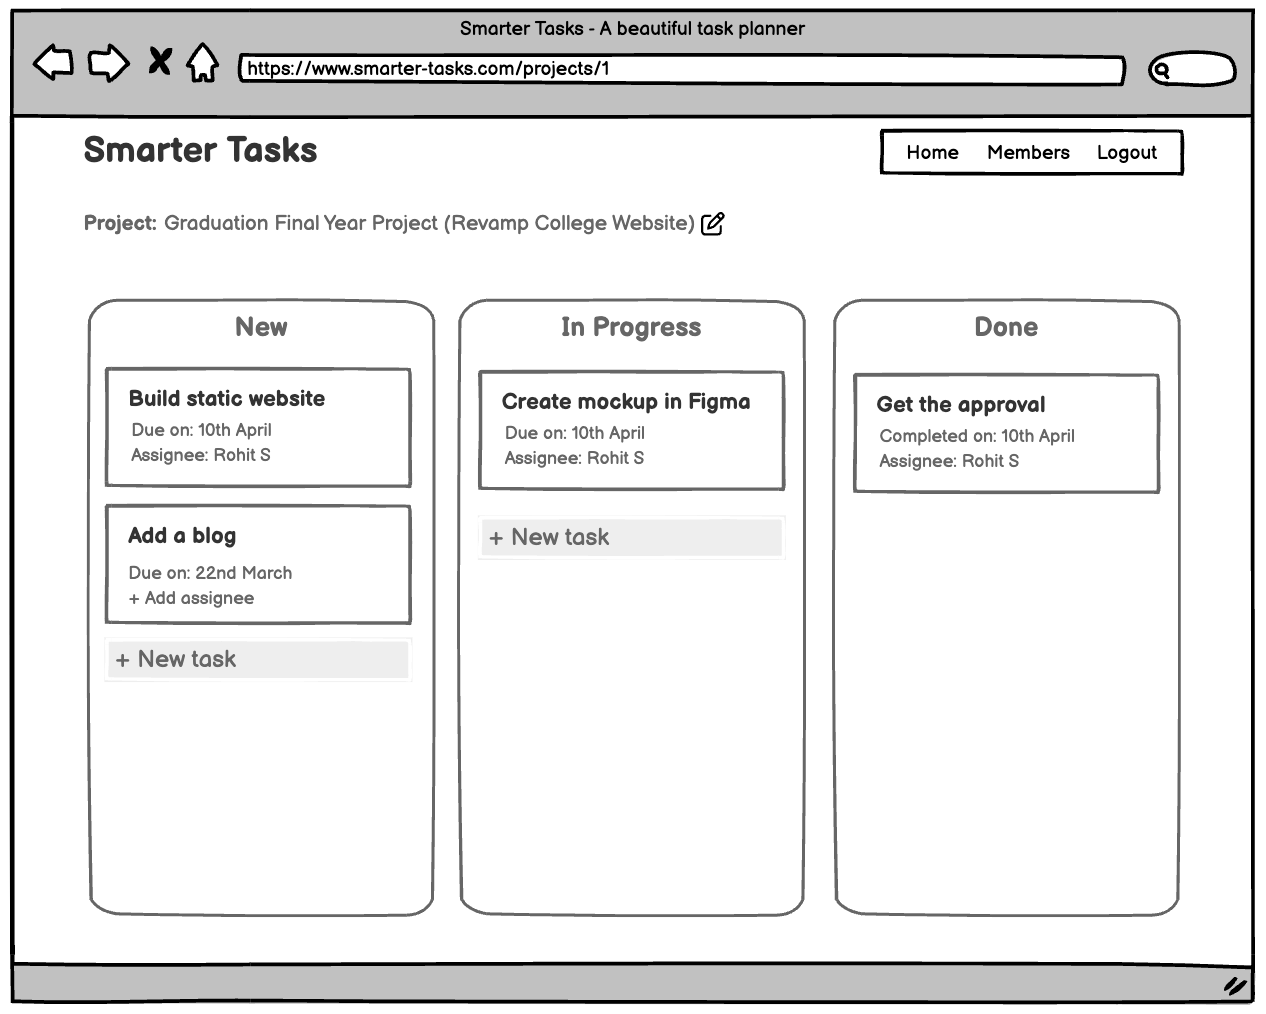 Smarter Tasks - A beautiful task planner
https://www.smarter-tasks.com/projects/1
Smarter Tasks
Home Members Logout
Project: Graduation Final Year Project (Revamp College Website)
New
Build static website
Due on: 10th April
Assignee: Rohit S
Add a blog
Due on: 22nd March
+ Add assignee
+ New task
In Progress
Create mockup in Figma
Due on: 10th April
Assignee: Rohit S
+ New task
Done
Get the approval
Completed on: 10th April
Assignee: Rohit S